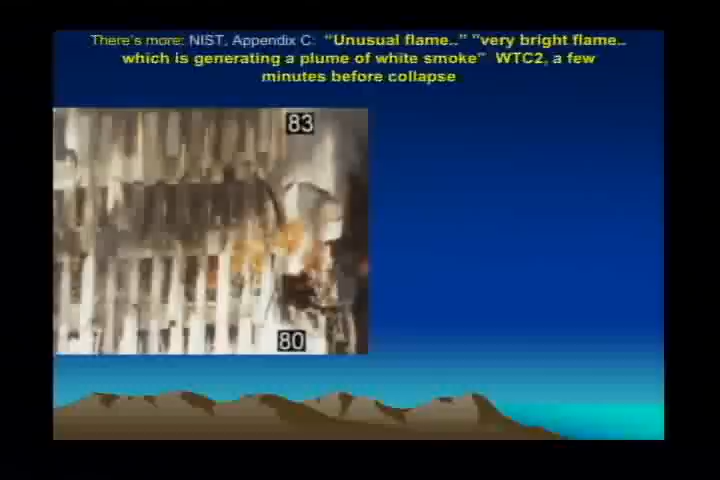 There's more: NIST, Appendix C: "Unusual flame.." "very bright flame..
which is generating a plume of white smoke" WTC2, a few
minutes before collapse
83
80